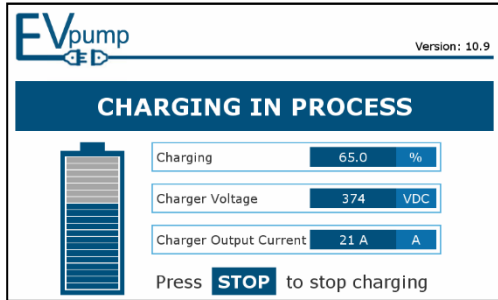 EVpump
Version: 10.9
CHARGING IN PROCESS
Charging 65.0 %
Charger Voltage 374 VDC
Charger Output Current 21 A A
Press STOP to stop charging